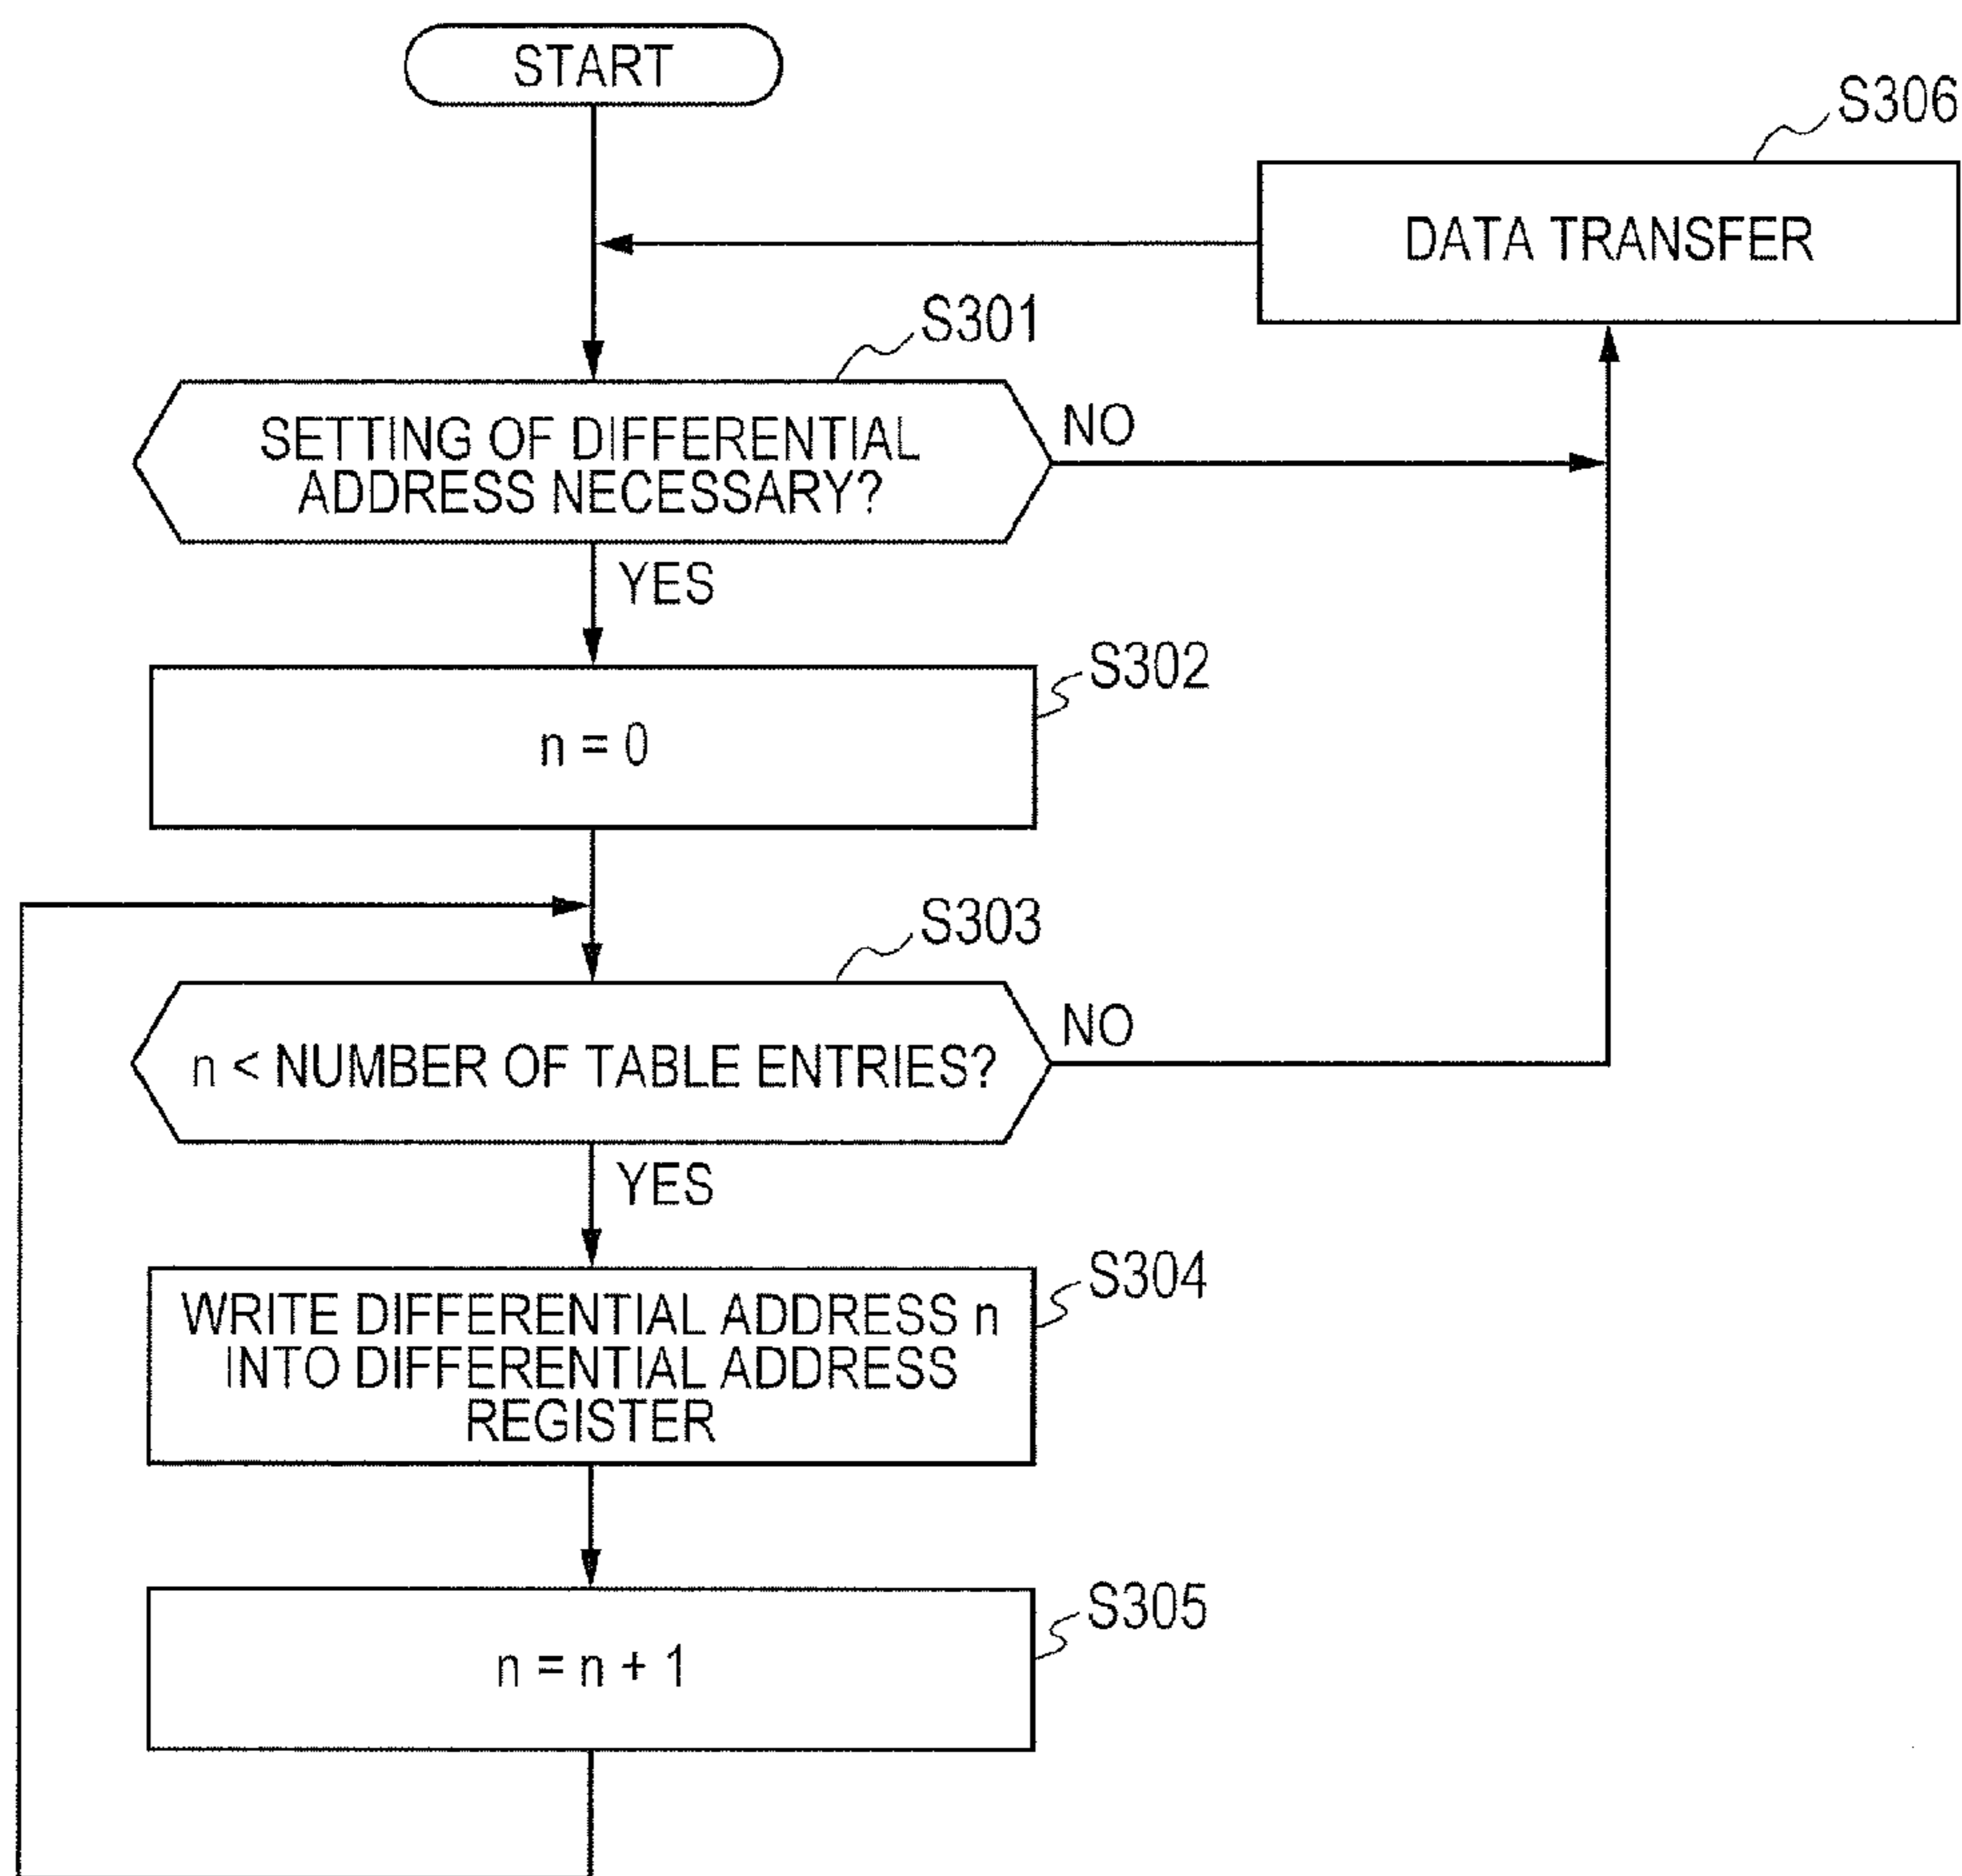 START
S306
DATA TRANSFER
S301
SETTING OF DIFFERENTIAL
ADDRESS NECESSARY?
NO
YES
S302
n = 0
S303
n < NUMBER OF TABLE ENTRIES?
NO
YES
S304
WRITE DIFFERENTIAL ADDRESS n
INTO DIFFERENTIAL ADDRESS
REGISTER
S305
n = n + 1